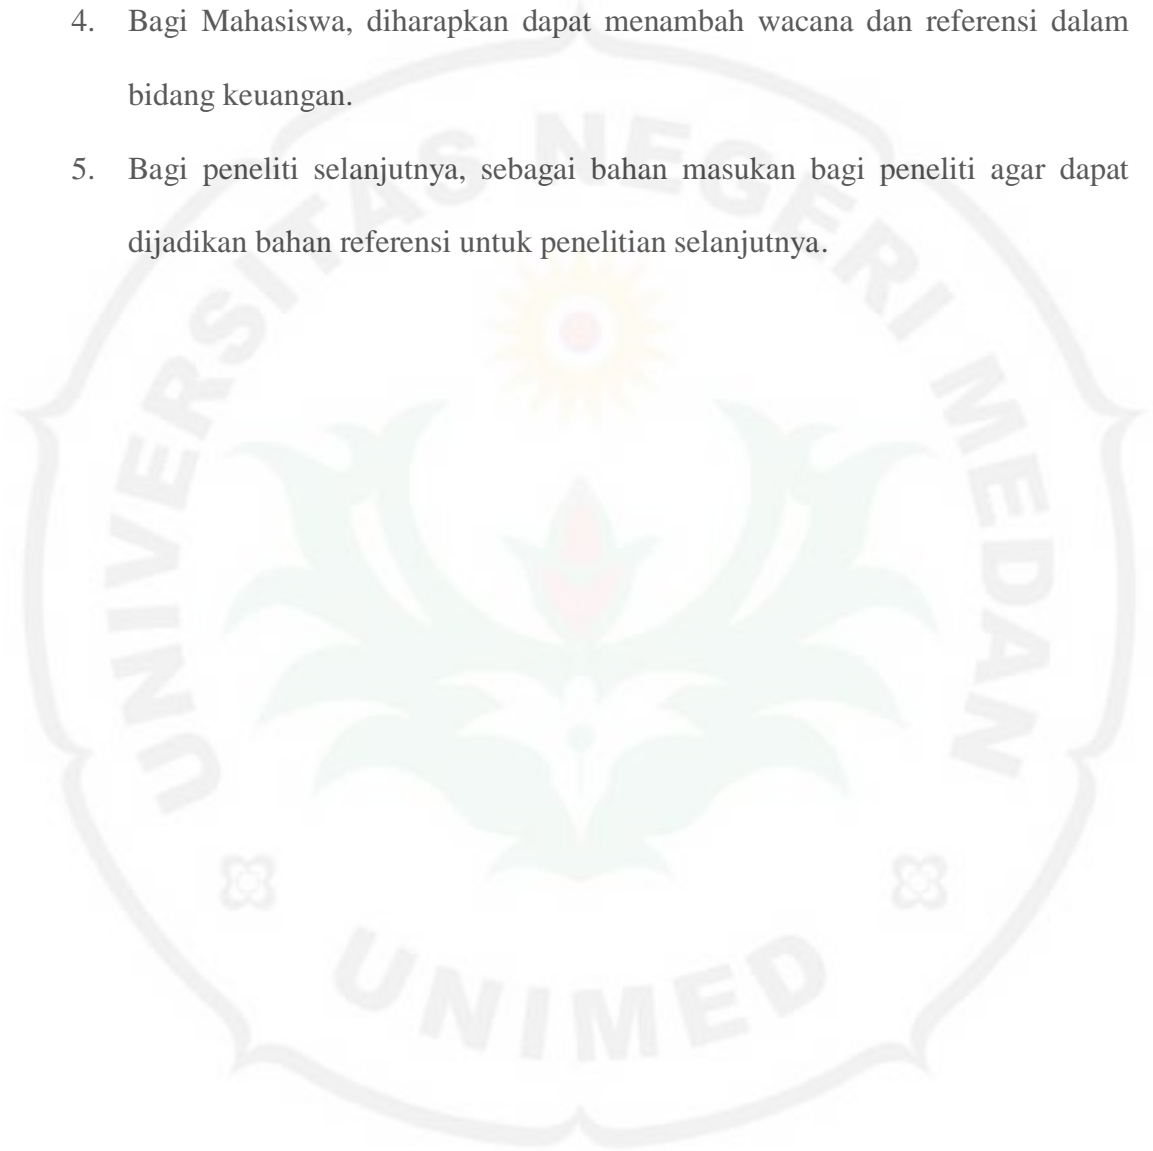 4. Bagi Mahasiswa, diharapkan dapat menambah wacana dan referensi dalam
bidang keuangan.
5. Bagi peneliti selanjutnya, sebagai bahan masukan bagi peneliti agar dapat
dijadikan bahan referensi untuk penelitian selanjutnya.
UNIVERSITAS NEGERI MEDAN
UNIMED